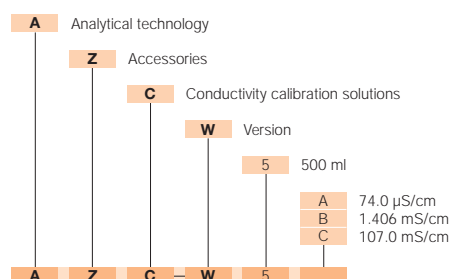 A Analytical technology
Z Accessories
C Conductivity calibration solutions
W Version
5 500 ml
A 74.0 µS/cm
B 1.406 mS/cm
C 107.0 mS/cm
A Z C – W 5